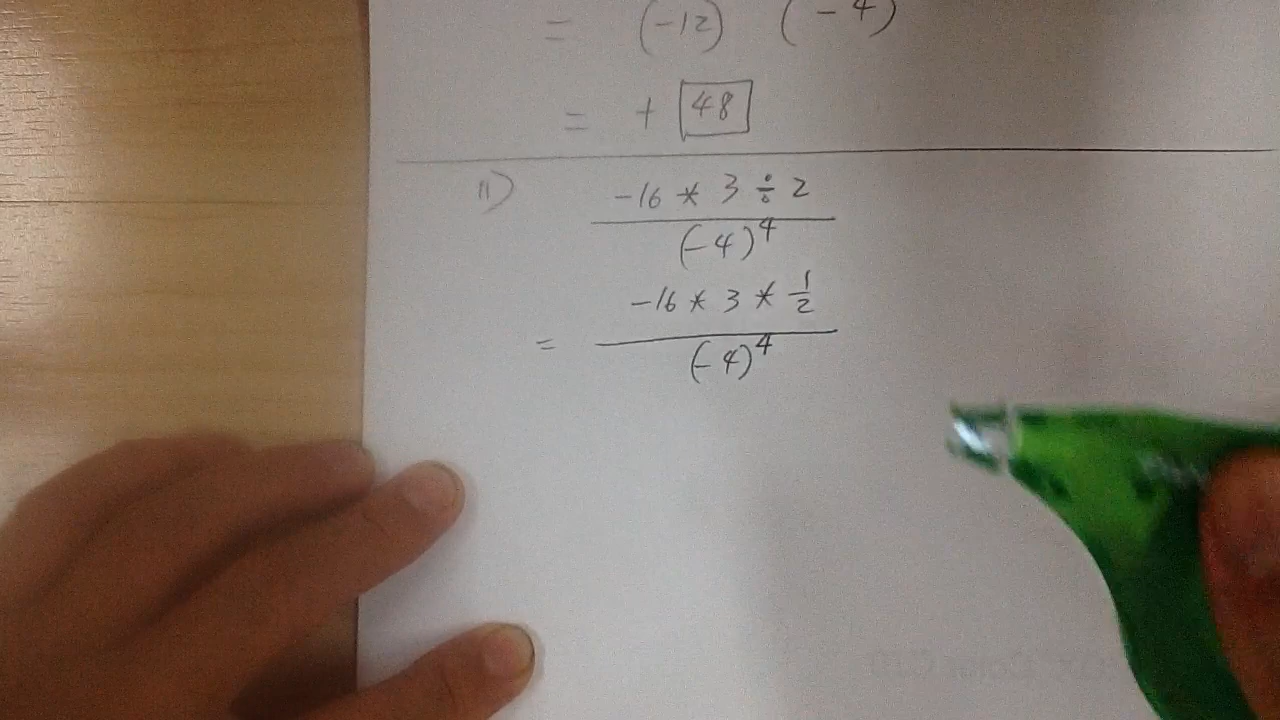 = (-12) (-4)
= + 48
11) -16 * 3 ÷ 2
(-4)^4
-16 * 3 * 1/2
= 
(-4)^4